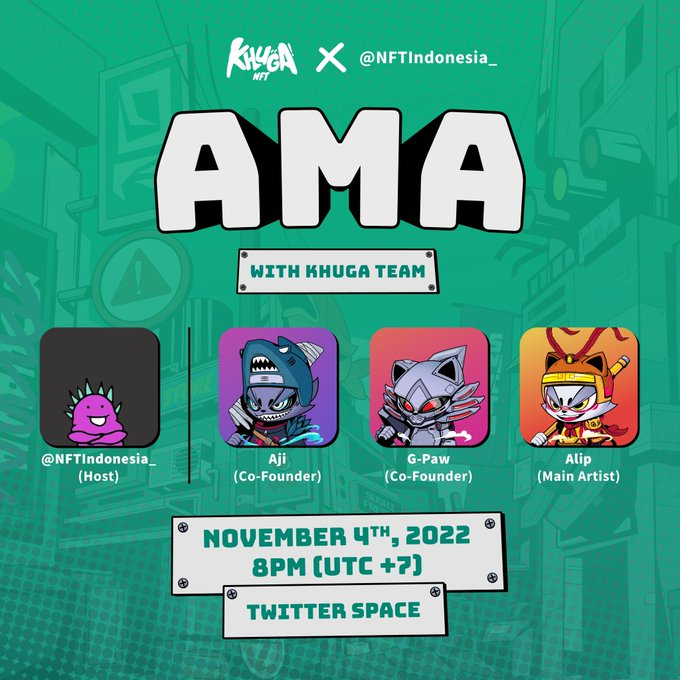 KHUGA
NFT
@NFTIndonesia_
AMA
WITH KHUGA TEAM
@NFTIndonesia_
(Host)
Aji
(Co-Founder)
G-Paw
(Co-Founder)
Alip
(Main Artist)
NOVEMBER 4TH, 2022
8PM (UTC +7)
TWITTER SPACE